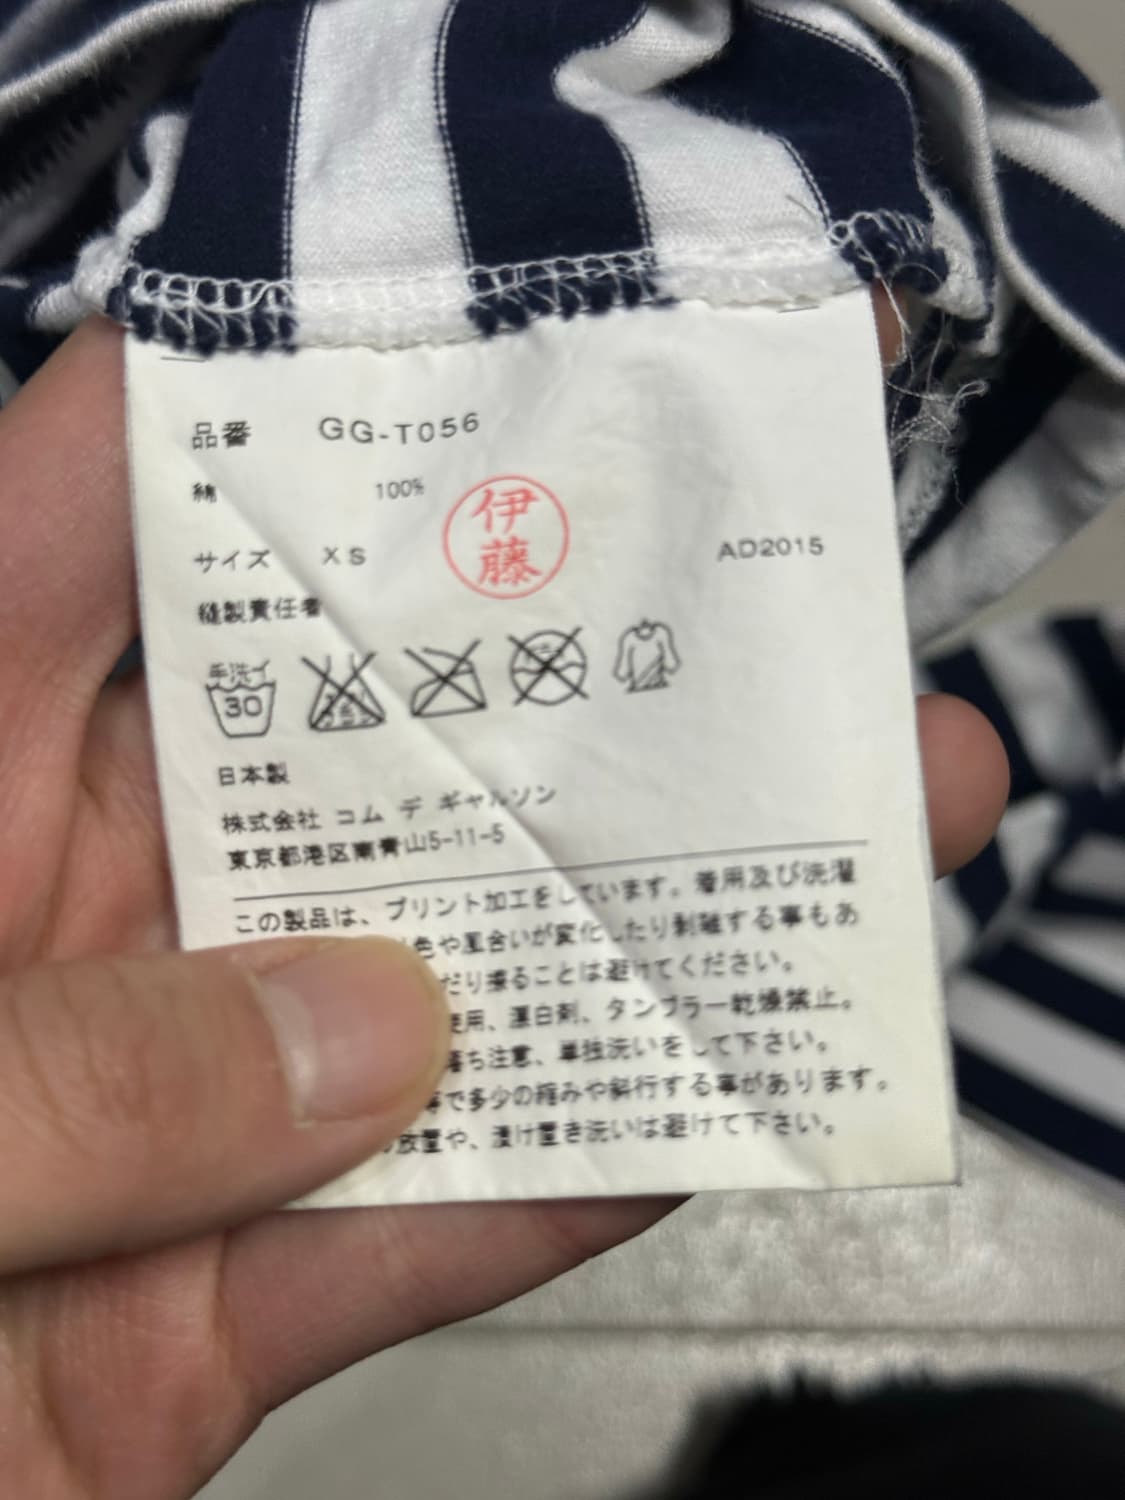 品番 GG-T056
綿 100%
伊藤
サイズ XS AD2015
縫製責任者
手洗イ
30
日本製
株式会社 コム デ ギャルソン
東京都港区南青山5-11-5
この製品は、プリント加工をしています。着用及び洗濯
色や風合いが変化したり剥離する事もあ
だり擦ることは避けてください。
使用、漂白剤、タンブラー乾燥禁止。
落ち注意、単独洗いをして下さい。
等で多少の縮みや斜行する事があります。
放置や、漬け置き洗いは避けて下さい。